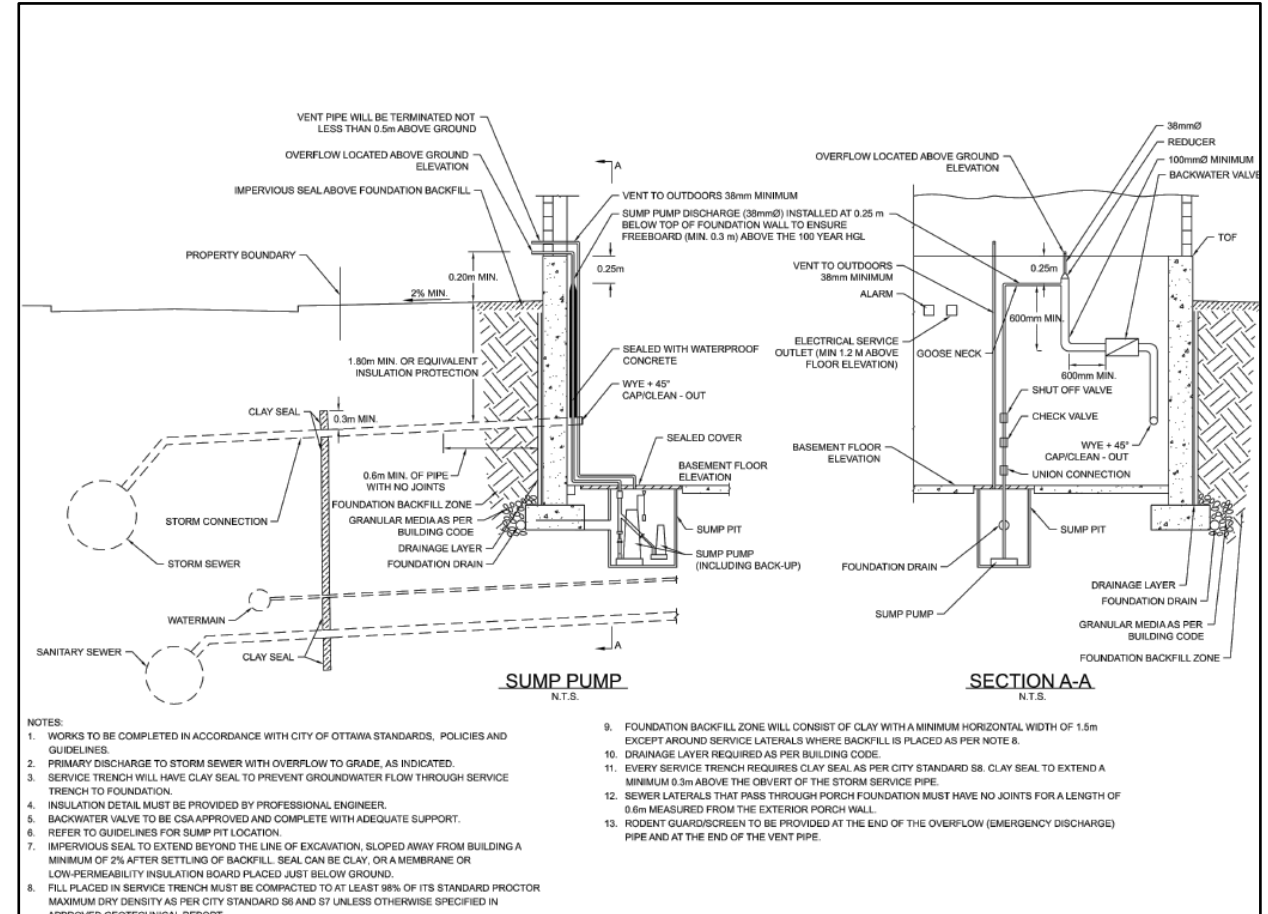 VENT PIPE WILL BE TERMINATED NOT
LESS THAN 0.5m ABOVE GROUND
OVERFLOW LOCATED ABOVE GROUND
ELEVATION
IMPERVIOUS SEAL ABOVE FOUNDATION BACKFILL
PROPERTY BOUNDARY
2% MIN.
0.20m MIN.
1.80m MIN. OR EQUIVALENT
INSULATION PROTECTION
CLAY SEAL
0.3m MIN.
0.6m MIN. OF PIPE
WITH NO JOINTS
FOUNDATION BACKFILL ZONE
STORM CONNECTION
GRANULAR MEDIA AS PER
BUILDING CODE
DRAINAGE LAYER
FOUNDATION DRAIN
STORM SEWER
WATERMAIN
SANITARY SEWER
CLAY SEAL
A
VENT TO OUTDOORS 38mm MINIMUM
SUMP PUMP DISCHARGE (38mmØ) INSTALLED AT 0.25 m
BELOW TOP OF FOUNDATION WALL TO ENSURE
FREEBOARD (MIN. 0.3 m) ABOVE THE 100 YEAR HGL
0.25m
SEALED WITH WATERPROOF
CONCRETE
WYE + 45°
CAP/CLEAN - OUT
SEALED COVER
BASEMENT FLOOR
ELEVATION
SUMP PIT
SUMP PUMP
(INCLUDING BACK-UP)
A
SUMP PUMP
N.T.S.
38mmØ
REDUCER
100mmØ MINIMUM
BACKWATER VALVE
OVERFLOW LOCATED ABOVE GROUND
ELEVATION
TOF
VENT TO OUTDOORS
38mm MINIMUM
0.25m
ALARM
600mm MIN.
ELECTRICAL SERVICE
OUTLET (MIN 1.2 M ABOVE
FLOOR ELEVATION)
GOOSE NECK
600mm MIN.
SHUT OFF VALVE
CHECK VALVE
BASEMENT FLOOR
ELEVATION
WYE + 45°
CAP/CLEAN - OUT
UNION CONNECTION
SUMP PIT
FOUNDATION DRAIN
SUMP PUMP
DRAINAGE LAYER
FOUNDATION DRAIN
GRANULAR MEDIA AS PER
BUILDING CODE
FOUNDATION BACKFILL ZONE
SECTION A-A
N.T.S.
NOTES:
1. WORKS TO BE COMPLETED IN ACCORDANCE WITH CITY OF OTTAWA STANDARDS, POLICIES AND
GUIDELINES.
2. PRIMARY DISCHARGE TO STORM SEWER WITH OVERFLOW TO GRADE, AS INDICATED.
3. SERVICE TRENCH WILL HAVE CLAY SEAL TO PREVENT GROUNDWATER FLOW THROUGH SERVICE
TRENCH TO FOUNDATION.
4. INSULATION DETAIL MUST BE PROVIDED BY PROFESSIONAL ENGINEER.
5. BACKWATER VALVE TO BE CSA APPROVED AND COMPLETE WITH ADEQUATE SUPPORT.
6. REFER TO GUIDELINES FOR SUMP PIT LOCATION.
7. IMPERVIOUS SEAL TO EXTEND BEYOND THE LINE OF EXCAVATION, SLOPED AWAY FROM BUILDING A
MINIMUM OF 2% AFTER SETTLING OF BACKFILL. SEAL CAN BE CLAY, OR A MEMBRANE OR
LOW-PERMEABILITY INSULATION BOARD PLACED JUST BELOW GROUND.
8. FILL PLACED IN SERVICE TRENCH MUST BE COMPACTED TO AT LEAST 98% OF ITS STANDARD PROCTOR
MAXIMUM DRY DENSITY AS PER CITY STANDARD S6 AND S7 UNLESS OTHERWISE SPECIFIED IN
APPROVED GEOTECHNICAL REPORT
9. FOUNDATION BACKFILL ZONE WILL CONSIST OF CLAY WITH A MINIMUM HORIZONTAL WIDTH OF 1.5m
EXCEPT AROUND SERVICE LATERALS WHERE BACKFILL IS PLACED AS PER NOTE 8.
10. DRAINAGE LAYER REQUIRED AS PER BUILDING CODE.
11. EVERY SERVICE TRENCH REQUIRES CLAY SEAL AS PER CITY STANDARD S8. CLAY SEAL TO EXTEND A
MINIMUM 0.3m ABOVE THE OBVERT OF THE STORM SERVICE PIPE.
12. SEWER LATERALS THAT PASS THROUGH PORCH FOUNDATION MUST HAVE NO JOINTS FOR A LENGTH OF
0.6m MEASURED FROM THE EXTERIOR PORCH WALL.
13. RODENT GUARD/SCREEN TO BE PROVIDED AT THE END OF THE OVERFLOW (EMERGENCY DISCHARGE)
PIPE AND AT THE END OF THE VENT PIPE.